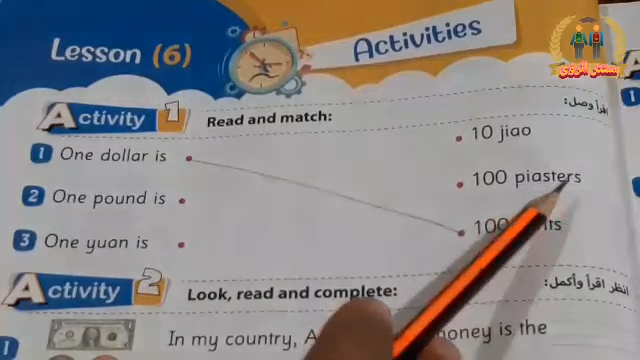 Lesson (6)
Activities
Activity 1
Read and match:
اقرأ وصل:
1 One dollar is
10 jiao
2 One pound is
100 piasters
3 One yuan is
100
Activity 2
Look, read and complete:
انظر اقرأ وأكمل:
1 In my country,
money is the